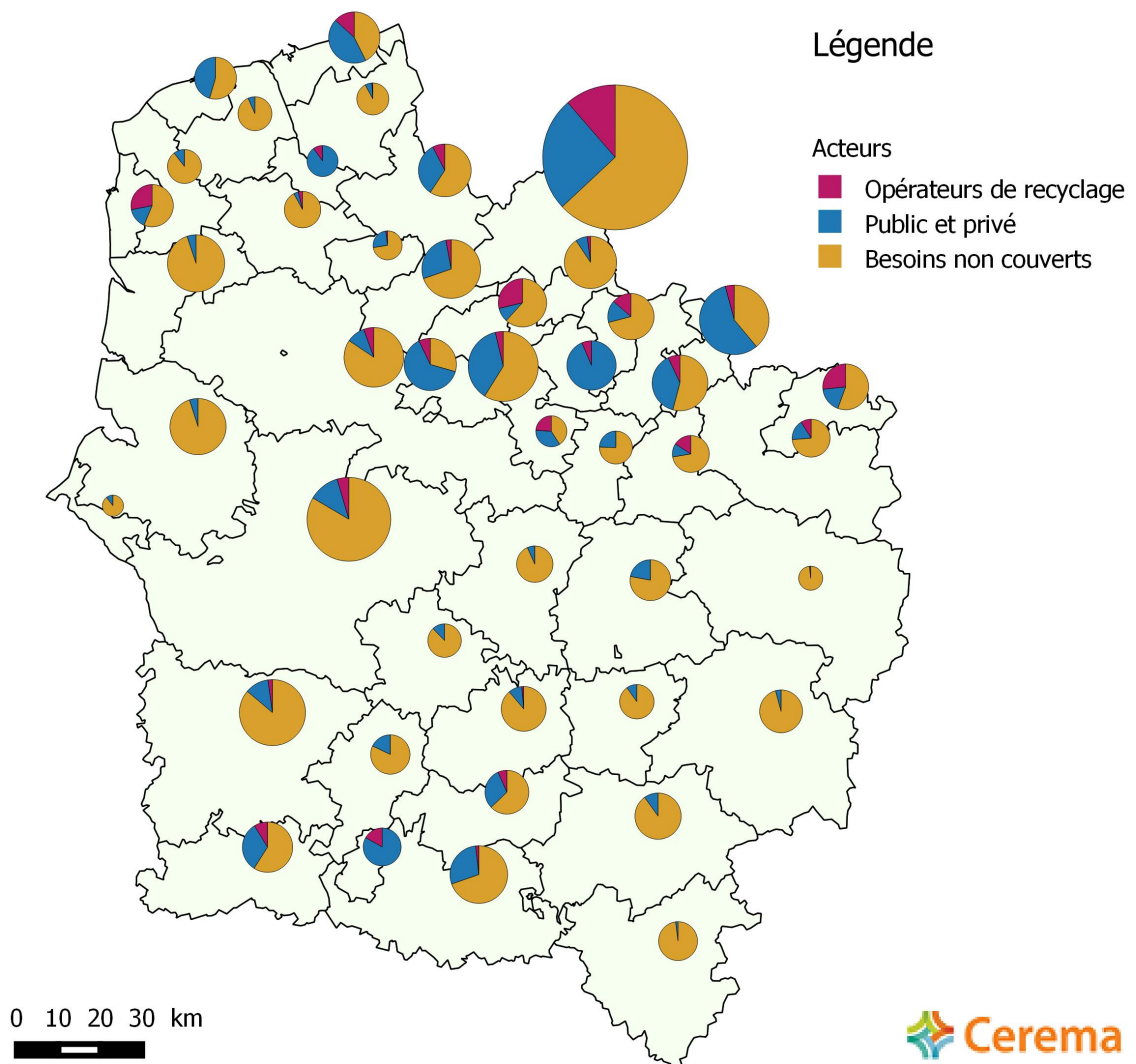 Légende
Acteurs
Opérateurs de recyclage
Public et privé
Besoins non couverts
0 10 20 30 km
Cerema